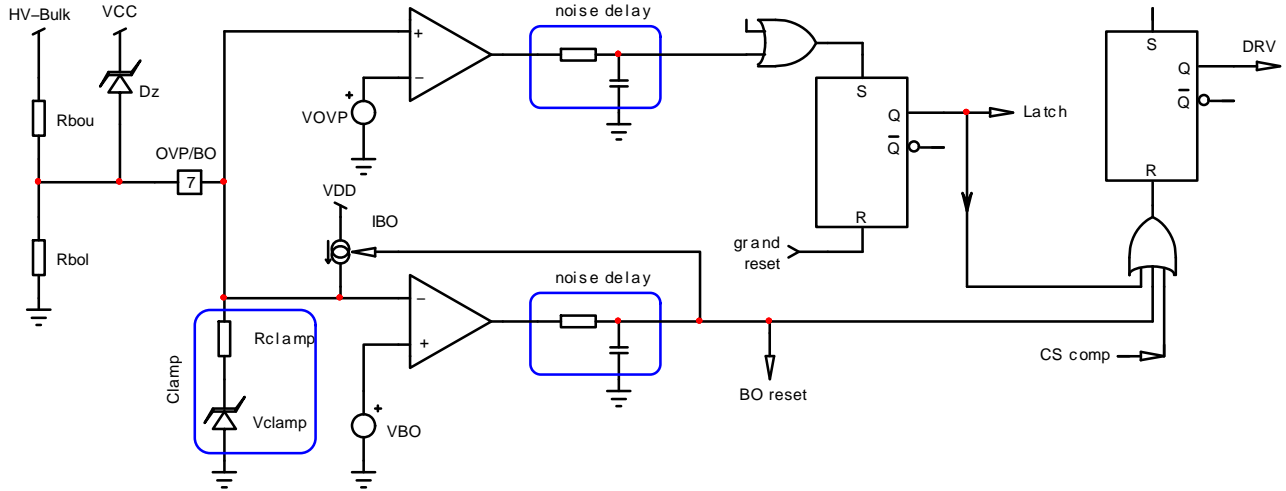 HV–Bulk
VCC
noise delay
Dz
Rbou
OVP/BO
7
Rbol
+
–
+
VOVP
S
Q
Q
R
Latch
grand
reset
S
Q
Q
R
DRV
VDD
IBO
noise delay
–
+
Rclamp
Clamp
Vclamp
+
VBO
BO reset
CS comp